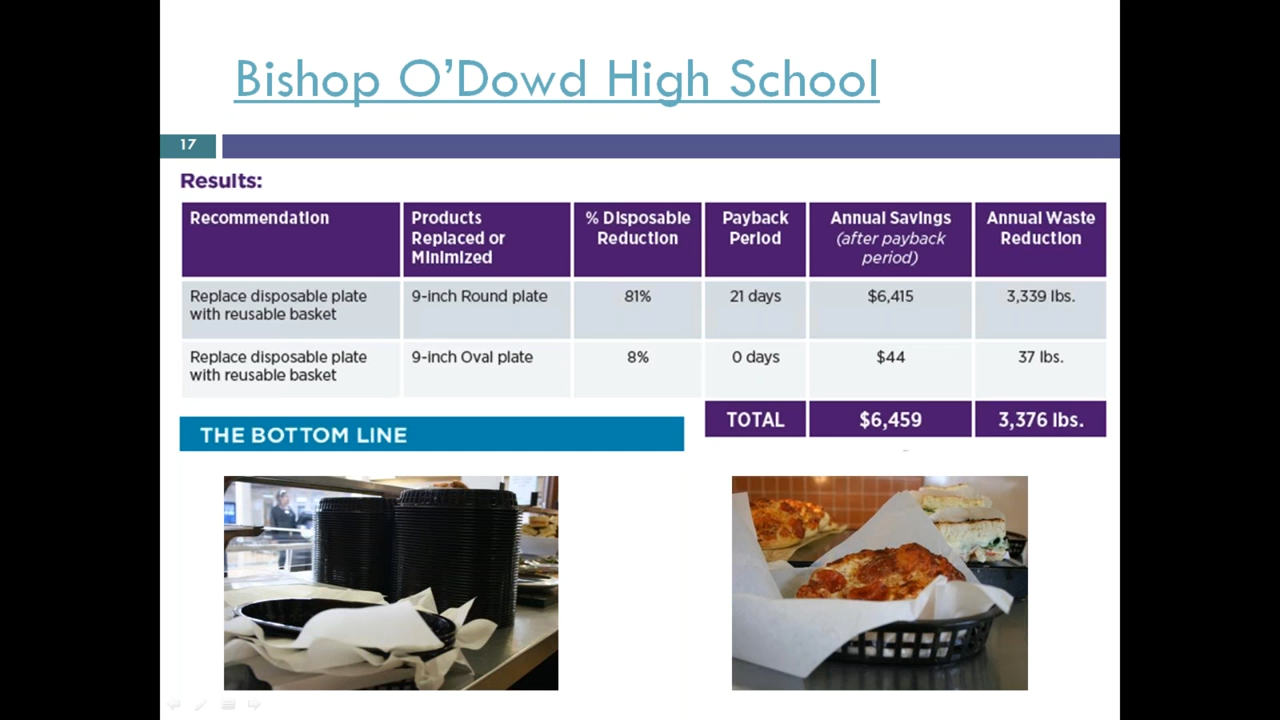 Bishop O’Dowd High School
17
Results:
Recommendation
Products
Replaced or
Minimized
% Disposable
Reduction
Payback
Period
Annual Savings
(after payback
period)
Annual Waste
Reduction
Replace disposable plate
with reusable basket
9-inch Round plate
81%
21 days
$6,415
3,339 lbs.
Replace disposable plate
with reusable basket
9-inch Oval plate
8%
0 days
$44
37 lbs.
TOTAL
$6,459
3,376 lbs.
THE BOTTOM LINE